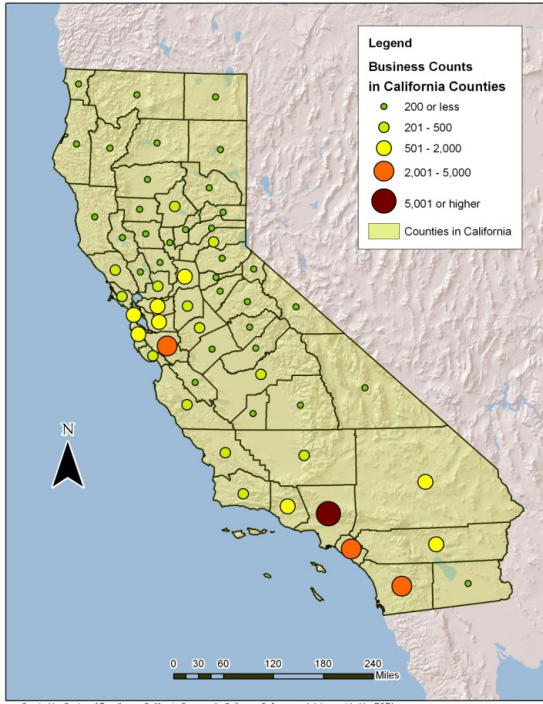 Legend
Business Counts
in California Counties
200 or less
201 - 500
501 - 2,000
2,001 - 5,000
5,001 or higher
Counties in California
N
0 30 60 120 180 240
Miles